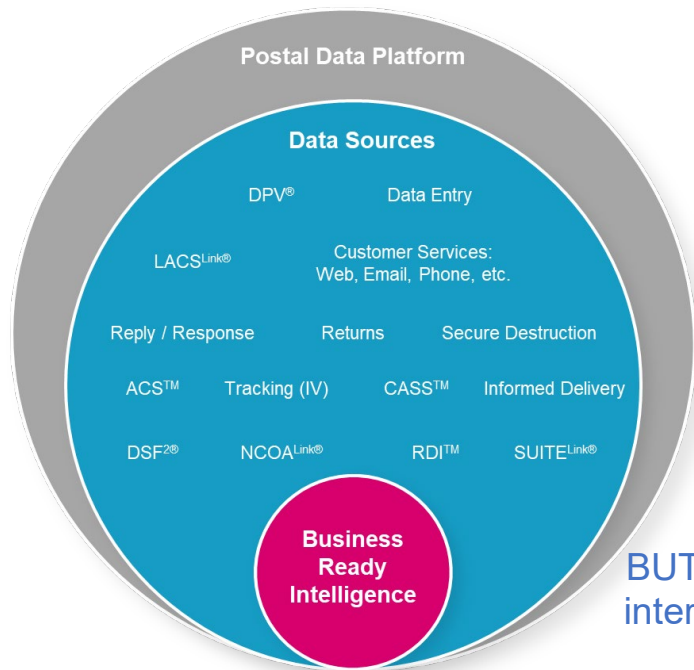 Postal Data Platform
Data Sources
DPV® Data Entry
LACSLink® Customer Services:
Web, Email, Phone, etc.
Reply / Response Returns Secure Destruction
ACS™ Tracking (IV) CASS™ Informed Delivery
DSF2® NCOALink® RDI™ SUITELink®
Business
Ready
Intelligence
BUT
inter